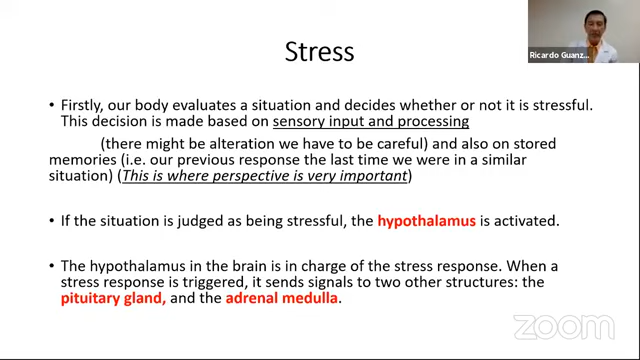 Ricardo Guanz...
Stress
• Firstly, our body evaluates a situation and decides whether or not it is stressful.
This decision is made based on sensory input and processing
(there might be alteration we have to be careful) and also on stored
memories (i.e. our previous response the last time we were in a similar
situation) (This is where perspective is very important)
• If the situation is judged as being stressful, the hypothalamus is activated.
• The hypothalamus in the brain is in charge of the stress response. When a
stress response is triggered, it sends signals to two other structures: the
pituitary gland, and the adrenal medulla.
zoom